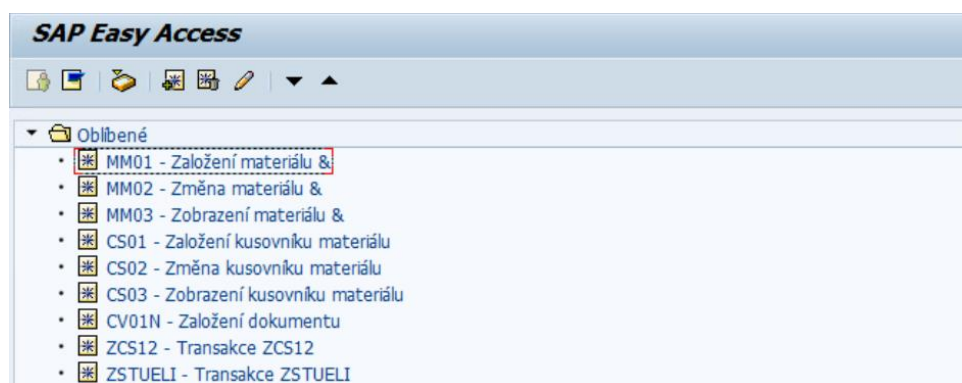 SAP Easy Access
Oblíbené
MM01 - Založení materiálu &
MM02 - Změna materiálu &
MM03 - Zobrazení materiálu &
CS01 - Založení kusovníku materiálu
CS02 - Změna kusovníku materiálu
CS03 - Zobrazení kusovníku materiálu
CV01N - Založení dokumentu
ZCS12 - Transakce ZCS12
ZSTUELI - Transakce ZSTUELI